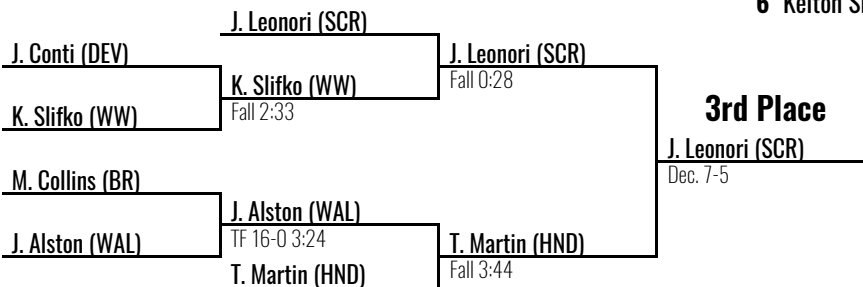 6 Kelton
J. Leonori (SCR)
J. Conti (DEV)
J. Leonori (SCR)
K. Slifko (WW)
Fall 0:28
Fall 2:33
K. Slifko (WW)
3rd Place
J. Leonori (SCR)
Dec. 7-5
M. Collins (BR)
J. Alston (WAL)
TF 16-0 3:24
J. Alston (WAL)
T. Martin (HND)
Fall 3:44
T. Martin (HND)